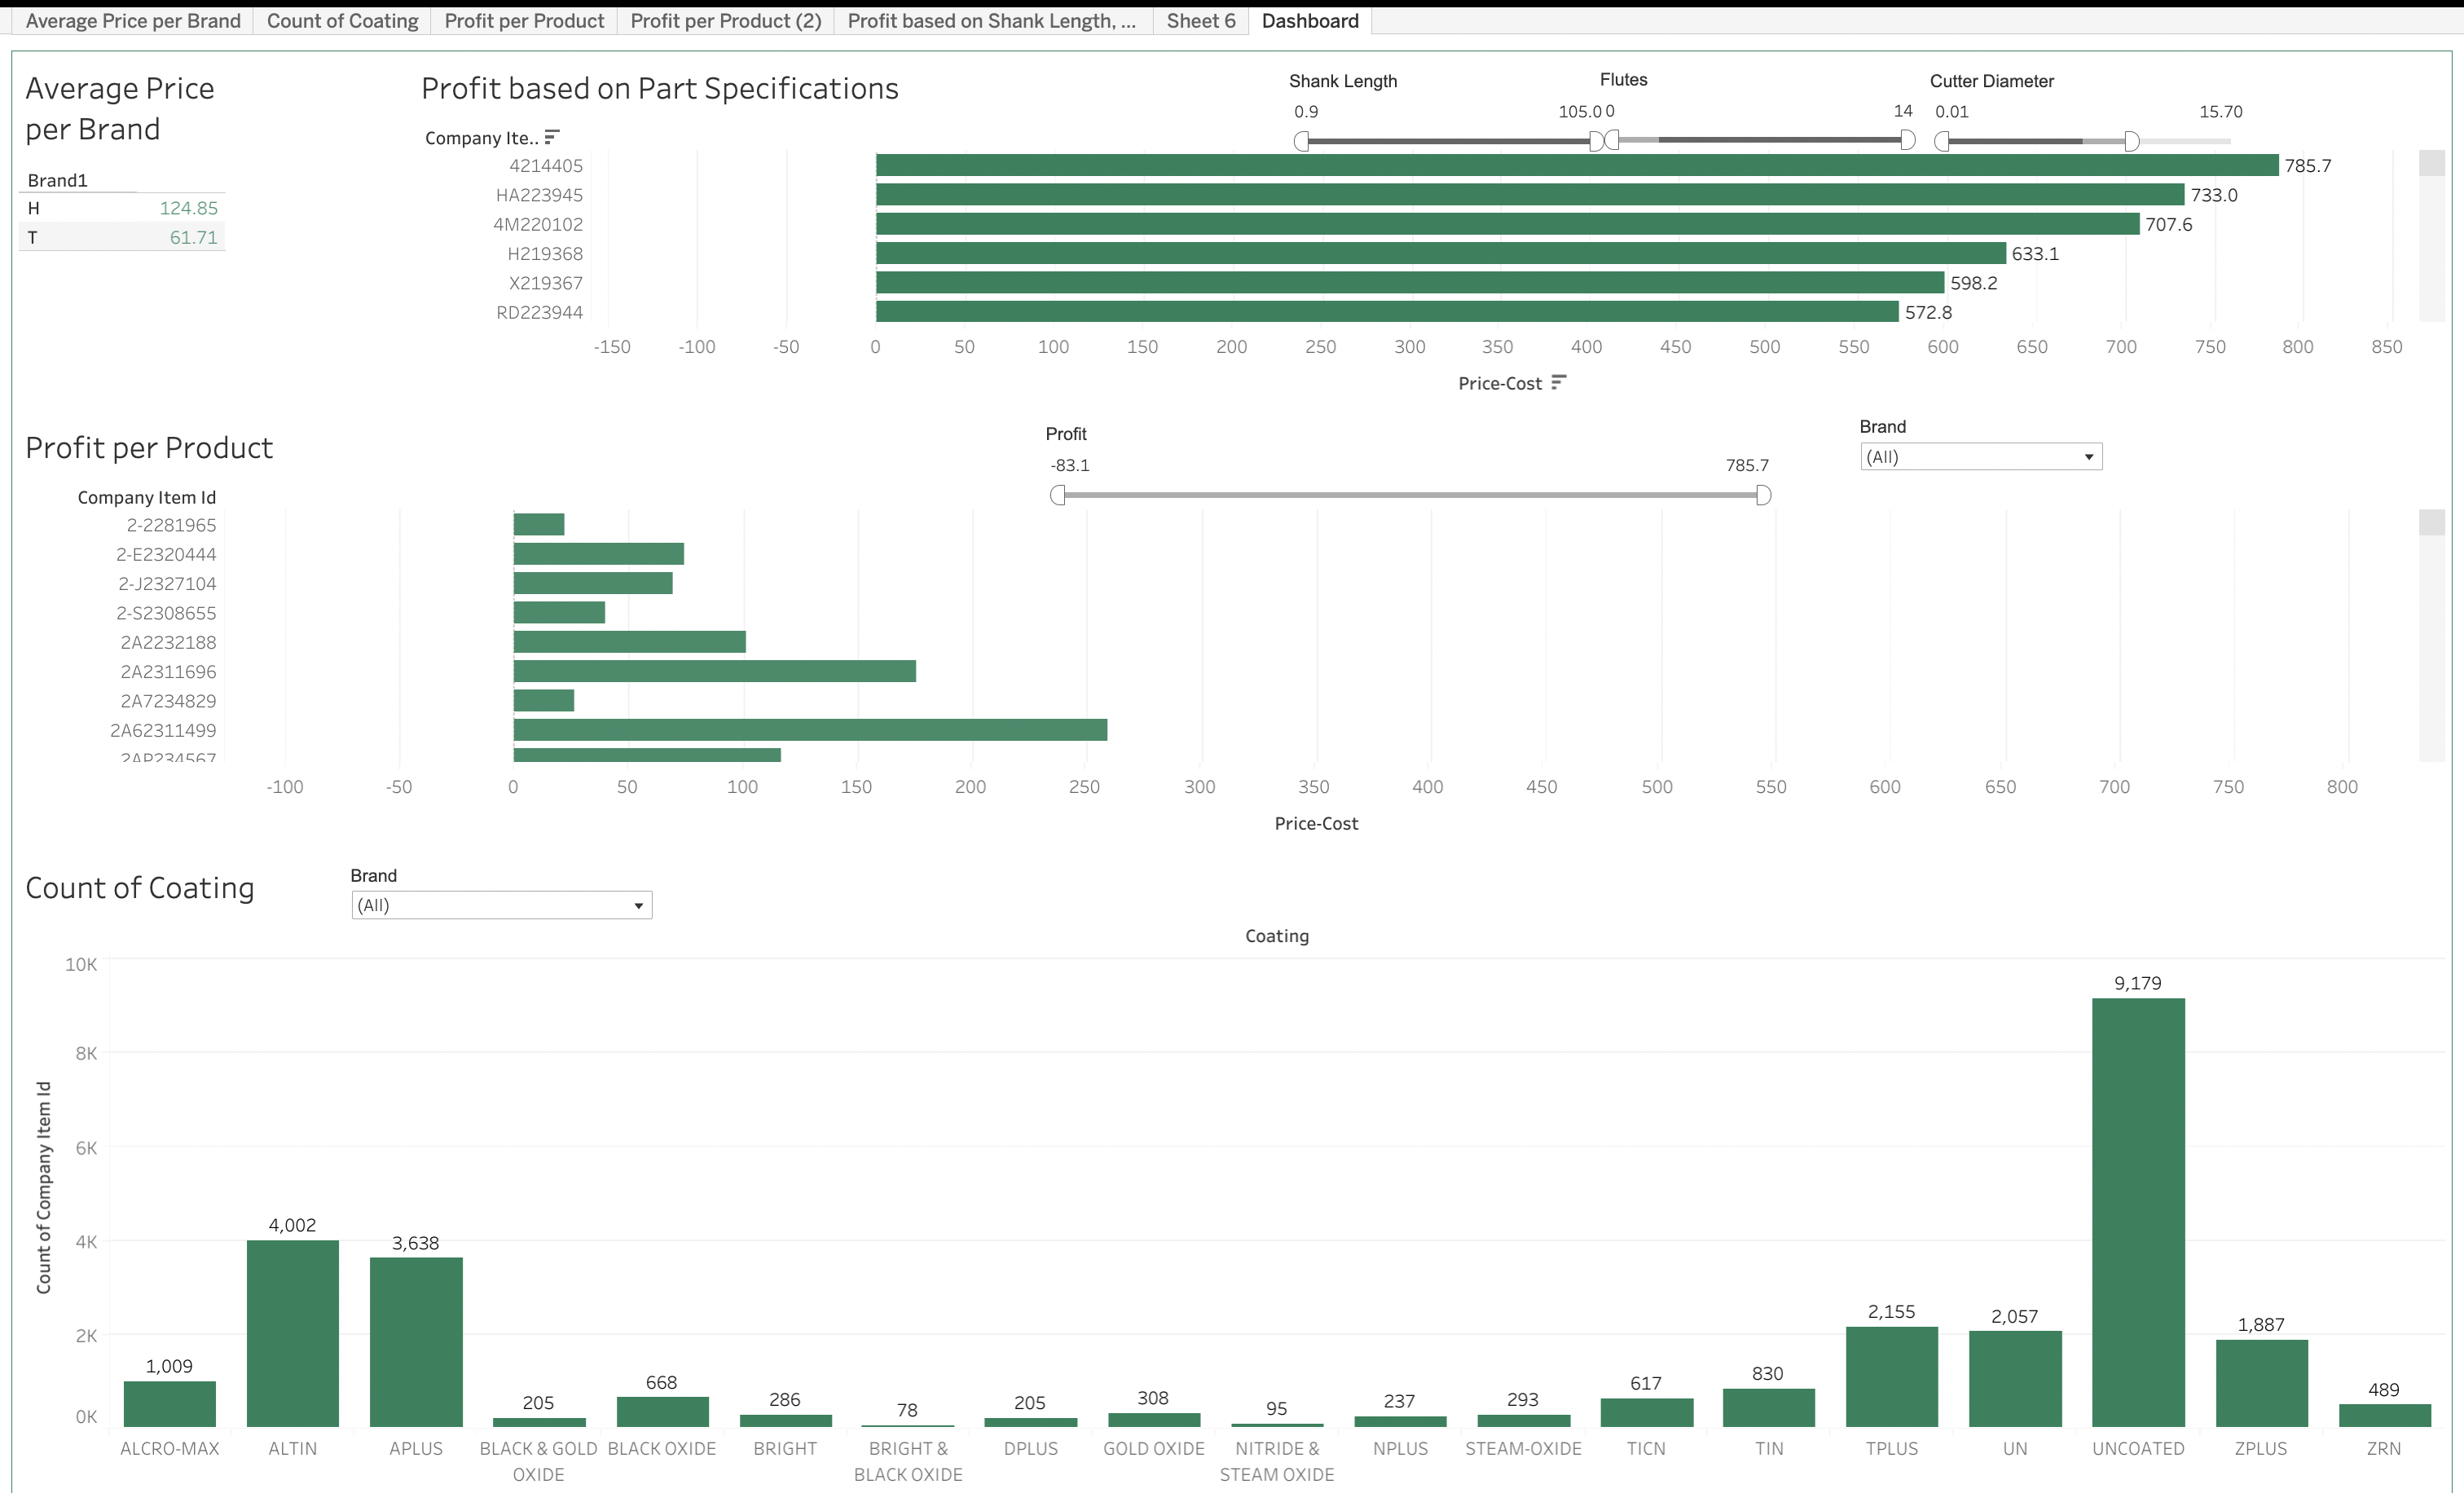 Average Price per Brand
Count of Coating
Profit per Product
Profit per Product (2)
Profit based on Shank Length, ...
Sheet 6
Dashboard
Average Price
per Brand
Brand1
H 124.85
T 61.71
Profit based on Part Specifications
Shank Length
0.9 105.0
Flutes
0 14
Cutter Diameter
0.01 15.70
Company Ite..
4214405 785.7
HA223945 733.0
4M220102 707.6
H219368 633.1
X219367 598.2
RD223944 572.8
-150 -100 -50 0 50 100 150 200 250 300 350 400 450 500 550 600 650 700 750 800 850
Price-Cost
Profit per Product
Profit
-83.1 785.7
Brand
(All)
Company Item Id
2-2281965
2-E2320444
2-J2327104
2-S2308655
2A2232188
2A2311696
2A7234829
2A62311499
2AP234567
-100 -50 0 50 100 150 200 250 300 350 400 450 500 550 600 650 700 750 800
Price-Cost
Count of Coating
Brand
(All)
Coating
Count of Company Item Id
10K
8K
6K
4K
2K
0K
1,009 4,002 3,638 205 668 286 78 205 308 95 237 293 617 830 2,155 2,057 9,179 1,887 489
ALCRO-MAX
ALTIN
APLUS
BLACK & GOLD
OXIDE
BLACK OXIDE
BRIGHT
BRIGHT &
BLACK OXIDE
DPLUS
GOLD OXIDE
NITRIDE &
STEAM OXIDE
NPLUS
STEAM-OXIDE
TICN
TIN
TPLUS
UN
UNCOATED
ZPLUS
ZRN